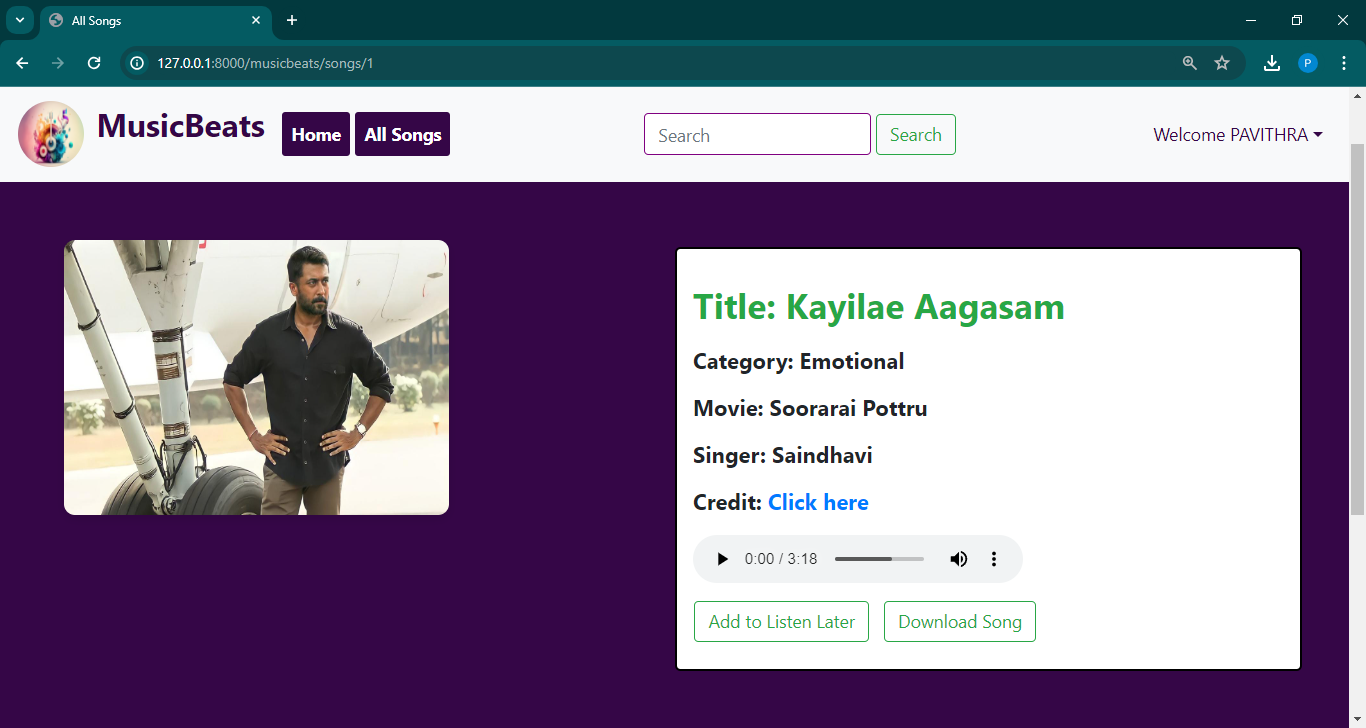 All Songs
127.0.0.1:8000/musicbeats/songs/1
P
MusicBeats
Home
All Songs
Search
Search
Welcome PAVITHRA
Title: Kayilae Aagasam
Category: Emotional
Movie: Soorarai Pottru
Singer: Saindhavi
Credit: Click here
0:00 / 3:18
Add to Listen Later
Download Song